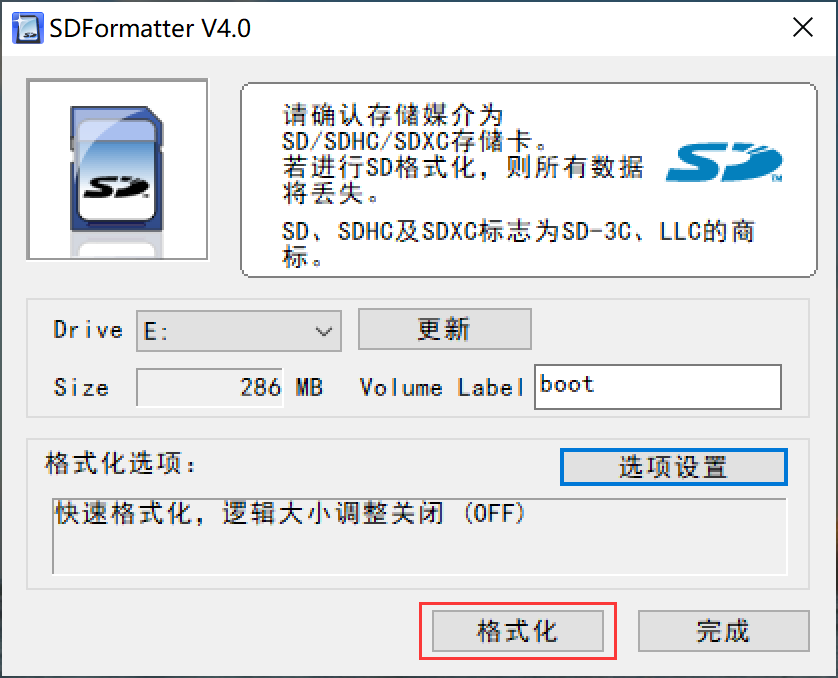 SDFormatter V4.0
请确认存储媒介为
SD/SDHC/SDXC存储卡。
若进行SD格式化，则所有数据
将丢失。
SD、SDHC及SDXC标志为SD-3C、LLC的商
标。
SD
SD
TM
Drive E: 更新
Size 286 MB Volume Label boot
格式化选项： 选项设置
快速格式化，逻辑大小调整关闭 (OFF)
格式化 完成